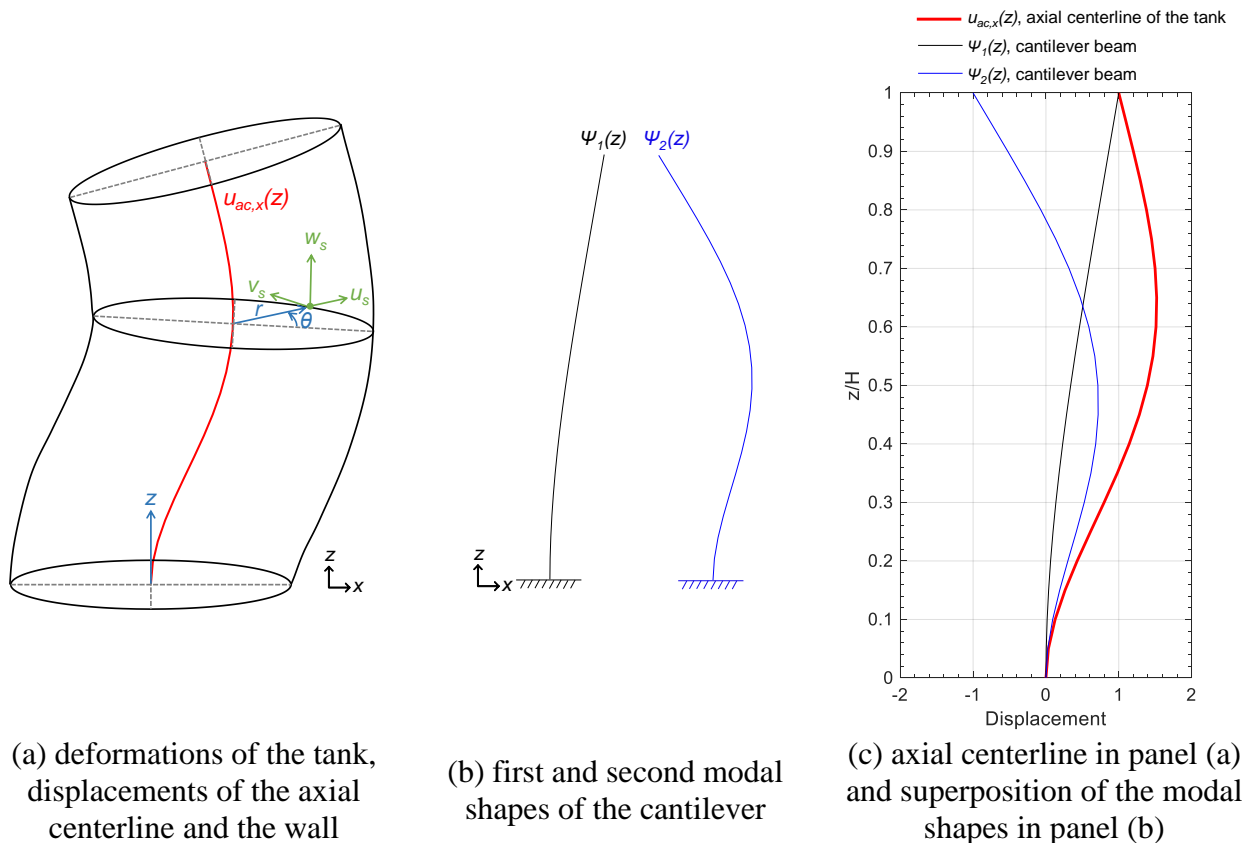 u_ac,x(z), axial centerline of the tank
Ψ_1(z), cantilever beam
Ψ_2(z), cantilever beam
u_ac,x(z)
w_s
v_s
u_s
r
θ
z
z
x
Ψ_1(z)
Ψ_2(z)
z
x
1
0.9
0.8
0.7
0.6
0.5
0.4
0.3
0.2
0.1
0
z/H
-2
-1
0
1
2
Displacement
(a) deformations of the tank,
displacements of the axial
centerline and the wall
(b) first and second modal
shapes of the cantilever
(c) axial centerline in panel (a)
and superposition of the modal
shapes in panel (b)